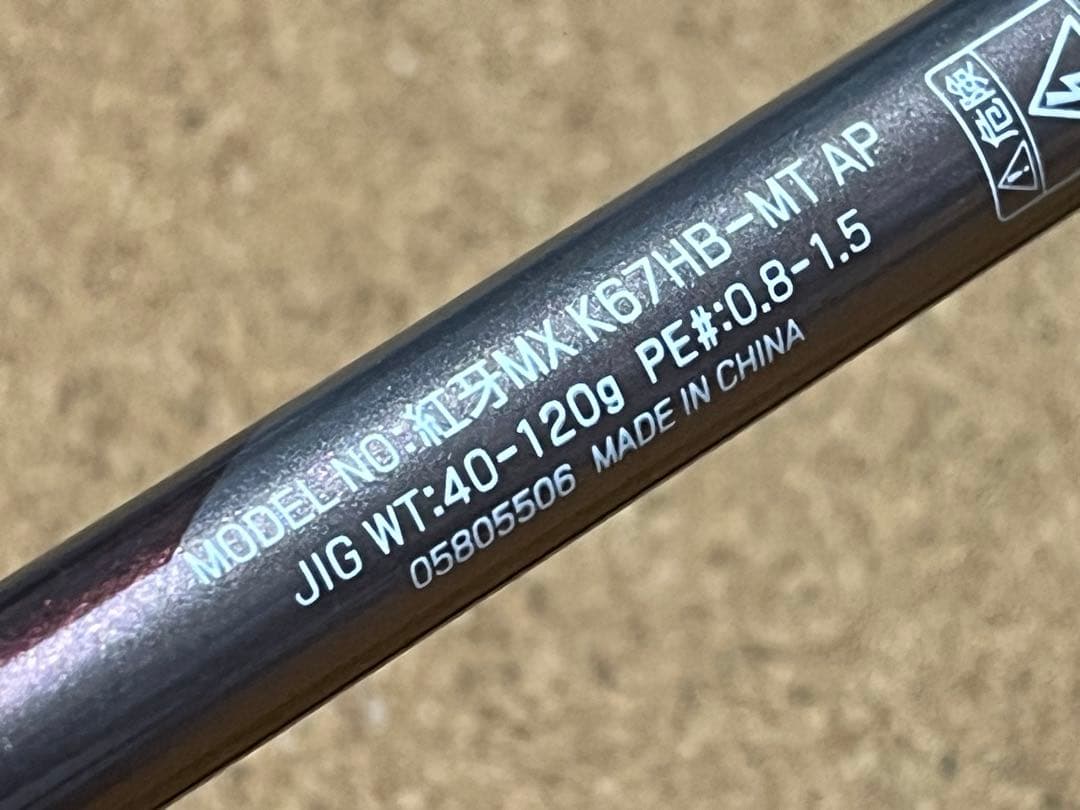 MODEL NO:紅牙MX K67HB-MT AP
JIG WT:40-120g PE#:0.8-1.5
05805506 MADE IN CHINA
危険